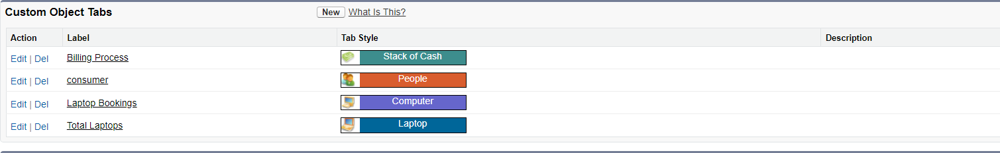 Custom Object Tabs New What Is This?
Action Label Tab Style Description
Edit | Del Billing Process Stack of Cash
Edit | Del consumer People
Edit | Del Laptop Bookings Computer
Edit | Del Total Laptops Laptop